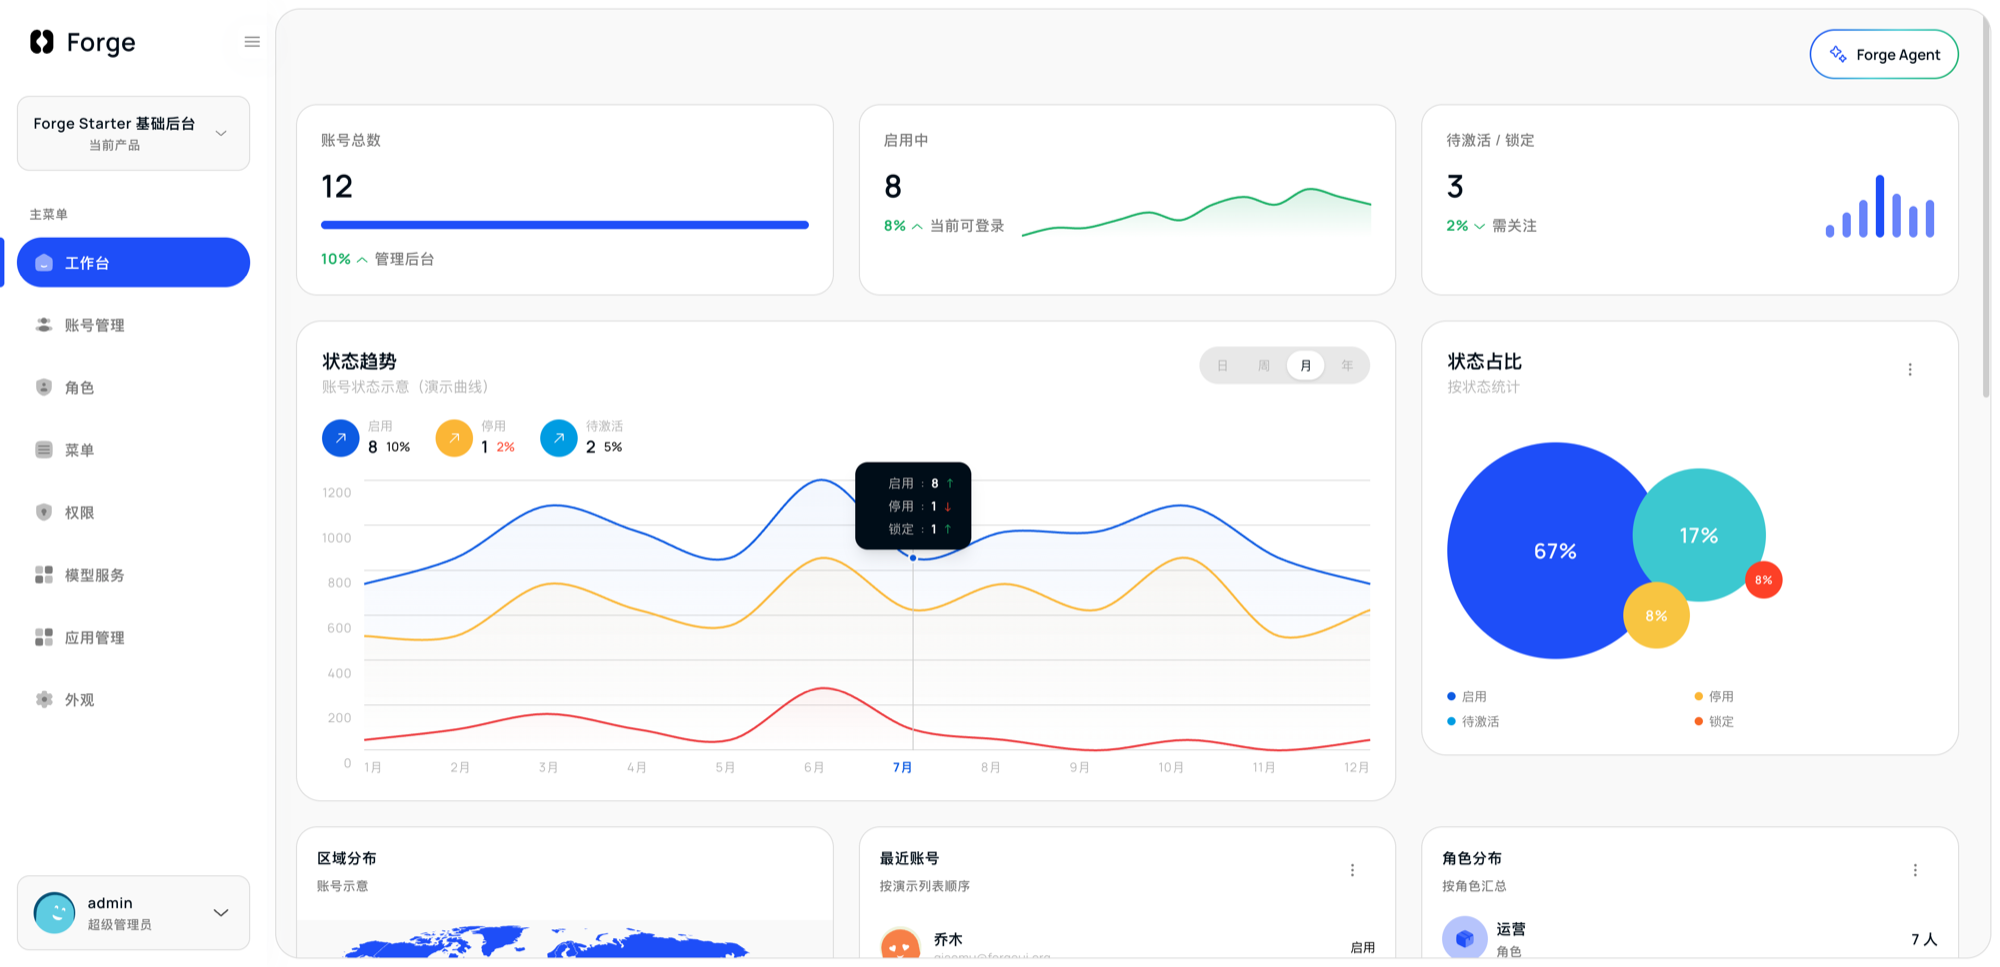 Forge
Forge Starter 基础后台
当前产品
主菜单
工作台
账号管理
角色
菜单
权限
模型服务
应用管理
外观
admin
超级管理员
Forge Agent
账号总数
12
10% 管理后台
启用中
8
8% 当前可登录
待激活 / 锁定
3
2% 需关注
状态趋势
账号状态示意（演示曲线）
日 周 月 年
启用
8 10%
停用
1 2%
待激活
2 5%
启用 : 8 ↑
停用 : 1 ↓
锁定 : 1 ↑
1200
1000
800
600
400
200
0
1月 2月 3月 4月 5月 6月 7月 8月 9月 10月 11月 12月
状态占比
按状态统计
67%
17%
8%
8%
启用
停用
待激活
锁定
区域分布
账号示意
最近账号
按演示列表顺序
乔木
启用
角色分布
按角色汇总
运营
角色
7 人